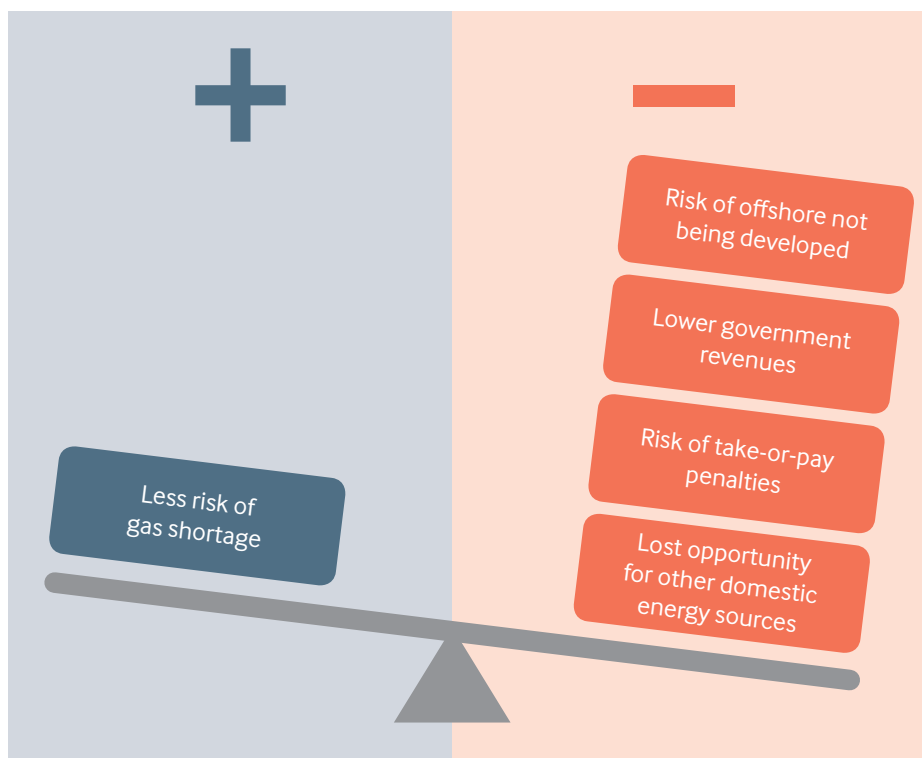 Less risk of
gas shortage
Risk of offshore not
being developed
Lower government
revenues
Risk of take-or-pay
penalties
Lost opportunity
for other domestic
energy sources